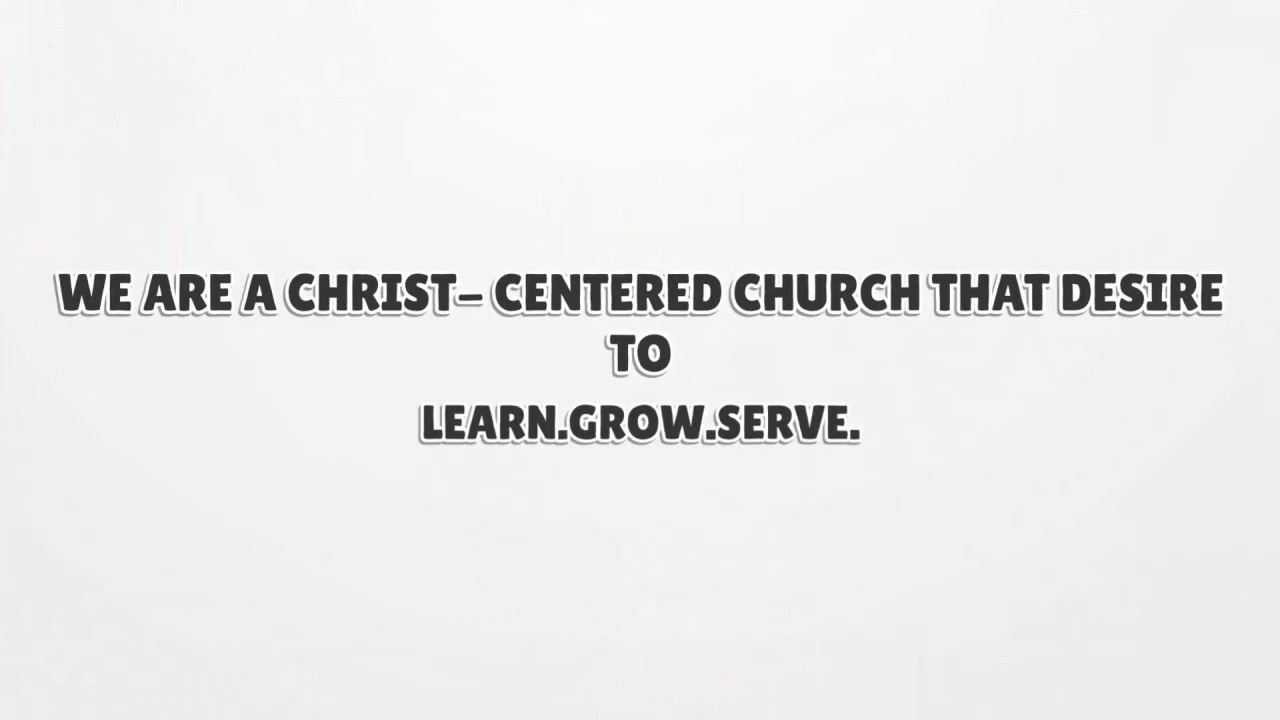 WE ARE A CHRIST- CENTERED CHURCH THAT DESIRE
TO
LEARN.GROW.SERVE.